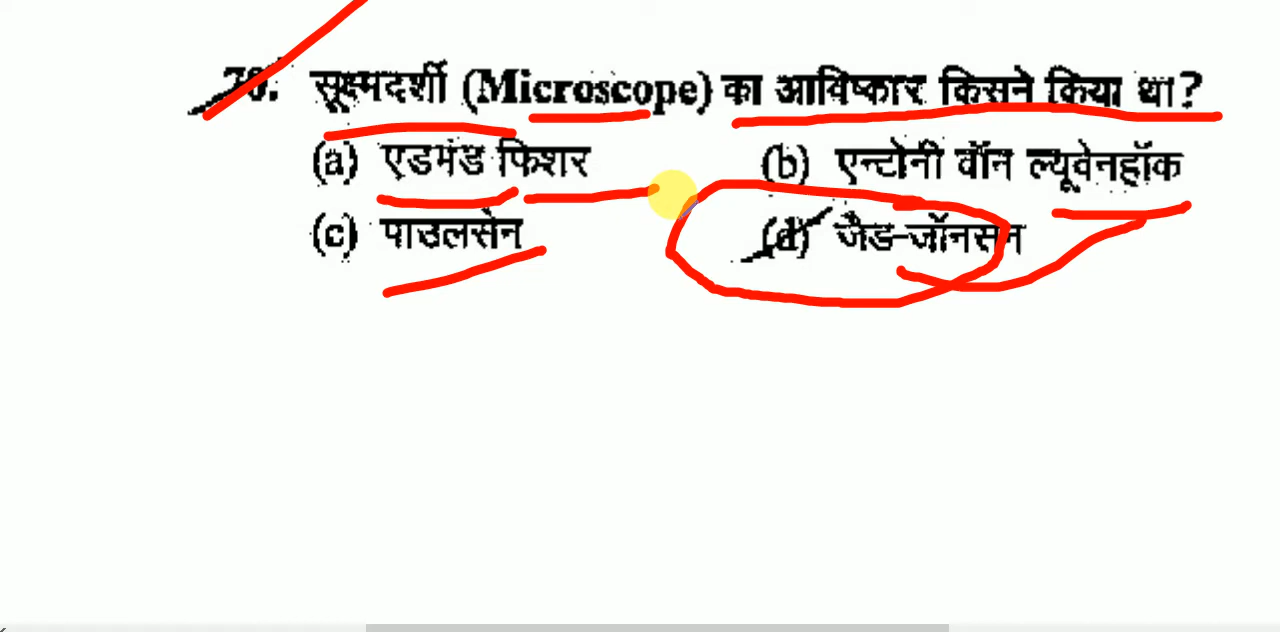 70. सूक्ष्मदर्शी (Microscope) का आविष्कार किसने किया था?
(a) एडमंड फिशर (b) एन्टोनी वॉन ल्यूवेनहॉक
(c) पाउलसेन (d) जैड-जॉनसन